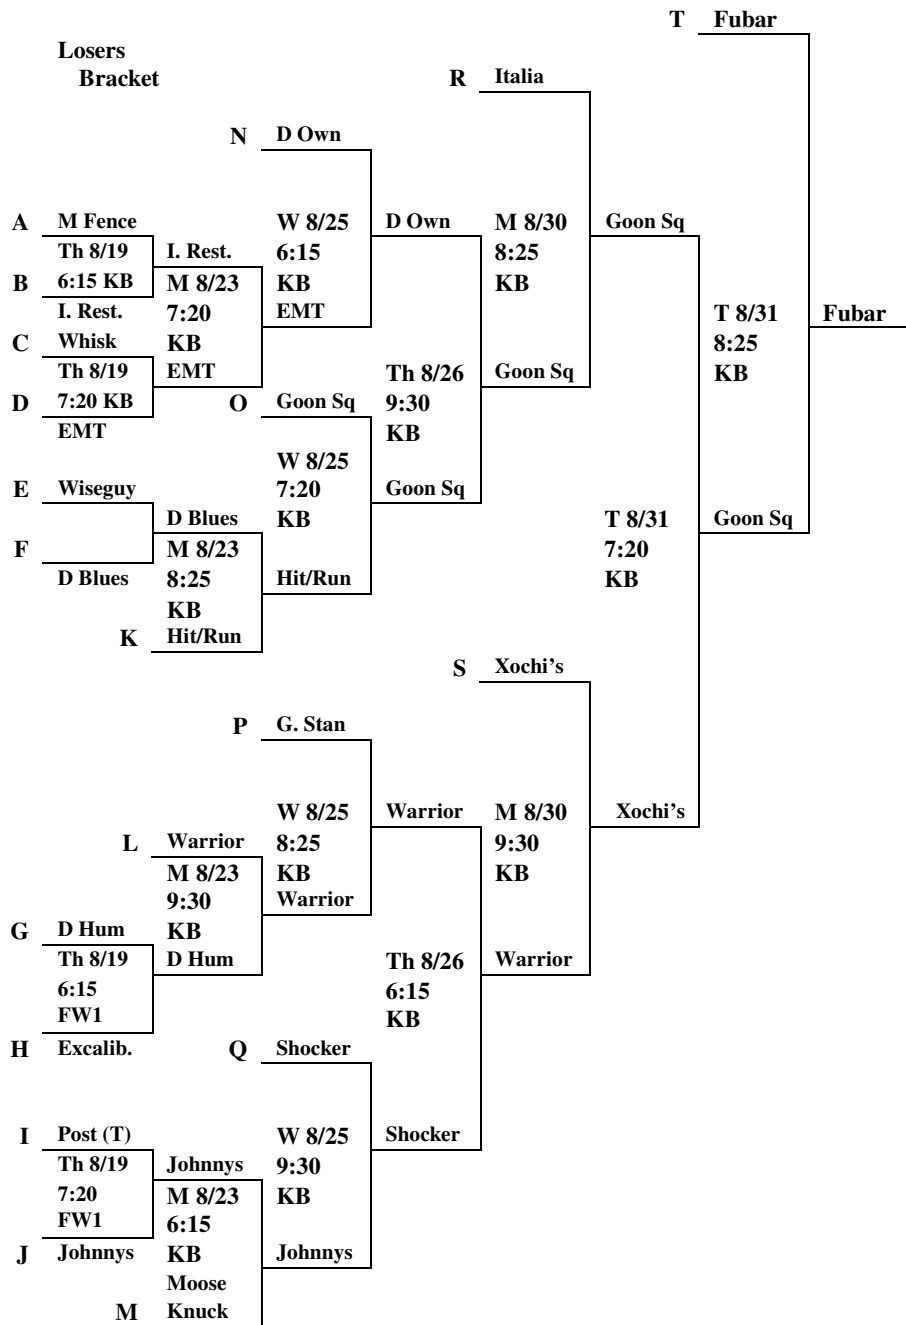 T Fubar
Losers
Bracket
R Italia
N D Own
A M Fence W 8/25 D Own M 8/30 Goon Sq
Th 8/19 I. Rest. 6:15 8:25
B 6:15 KB M 8/23 KB KB
I. Rest. 7:20 EMT T 8/31 Fubar
C Whisk KB 8:25
Th 8/19 EMT Th 8/26 Goon Sq KB
D 7:20 KB O Goon Sq 9:30
EMT KB
W 8/25
E Wiseguy 7:20 Goon Sq
D Blues KB T 8/31 Goon Sq
F M 8/23 7:20
D Blues 8:25 Hit/Run KB
KB
K Hit/Run
S Xochi's
P G. Stan
W 8/25 Warrior M 8/30 Xochi's
L Warrior 8:25 9:30
M 8/23 KB KB
9:30 Warrior
G D Hum KB
Th 8/19 D Hum Th 8/26 Warrior
6:15 6:15
FW1 KB
H Excalib. Q Shocker
I Post (T) W 8/25 Shocker
Th 8/19 Johnnys 9:30
7:20 M 8/23 KB
FW1 6:15
J Johnnys KB Johnnys
Moose
M Knuck